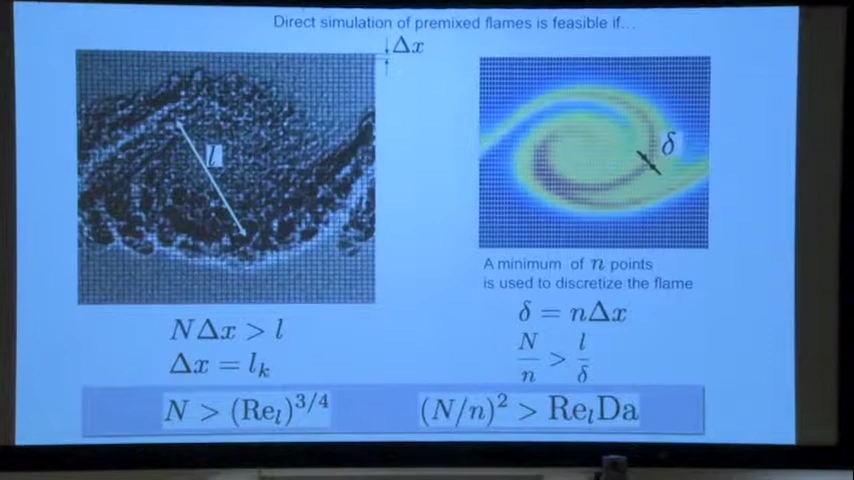 Direct simulation of premixed flames is feasible if...
Δx
l
δ
A minimum of n points
is used to discretize the flame
NΔx > l
Δx = l_k
δ = nΔx
N/n > l/δ
N > (Re_l)^{3/4}
(N/n)^2 > Re_l Da